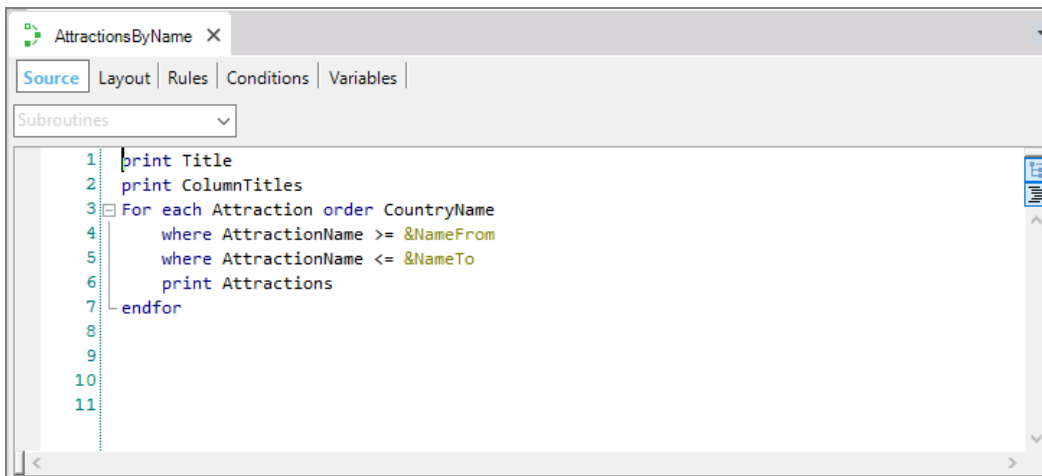 AttractionsByName
Source Layout Rules Conditions Variables
Subroutines
1 print Title
2 print ColumnTitles
3 For each Attraction order CountryName
4 where AttractionName >= &NameFrom
5 where AttractionName <= &NameTo
6 print Attractions
7 endfor
8
9
10
11